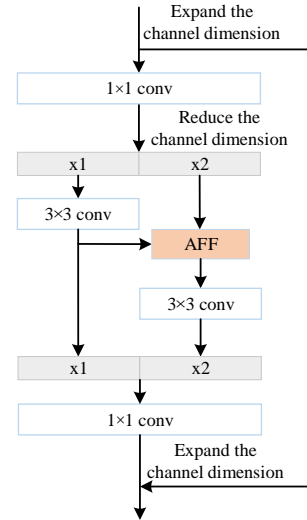 Expand the
channel dimension
1×1 conv
Reduce the
channel dimension
x1 x2
3×3 conv
AFF
3×3 conv
x1 x2
1×1 conv
Expand the
channel dimension